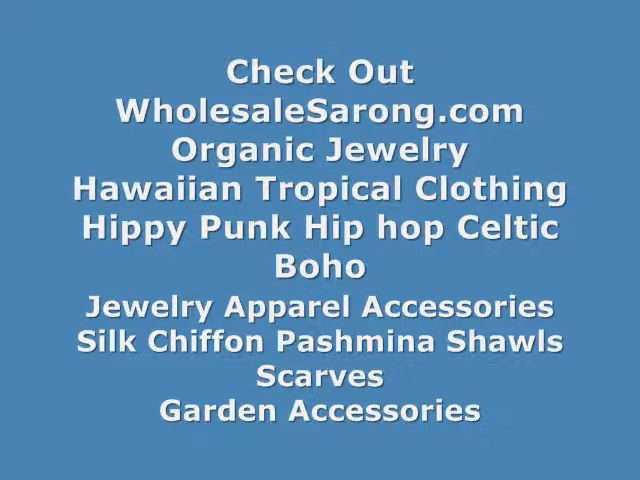 Check Out
WholesaleSarong.com
Organic Jewelry
Hawaiian Tropical Clothing
Hippy Punk Hip hop Celtic
Boho
Jewelry Apparel Accessories
Silk Chiffon Pashmina Shawls
Scarves
Garden Accessories